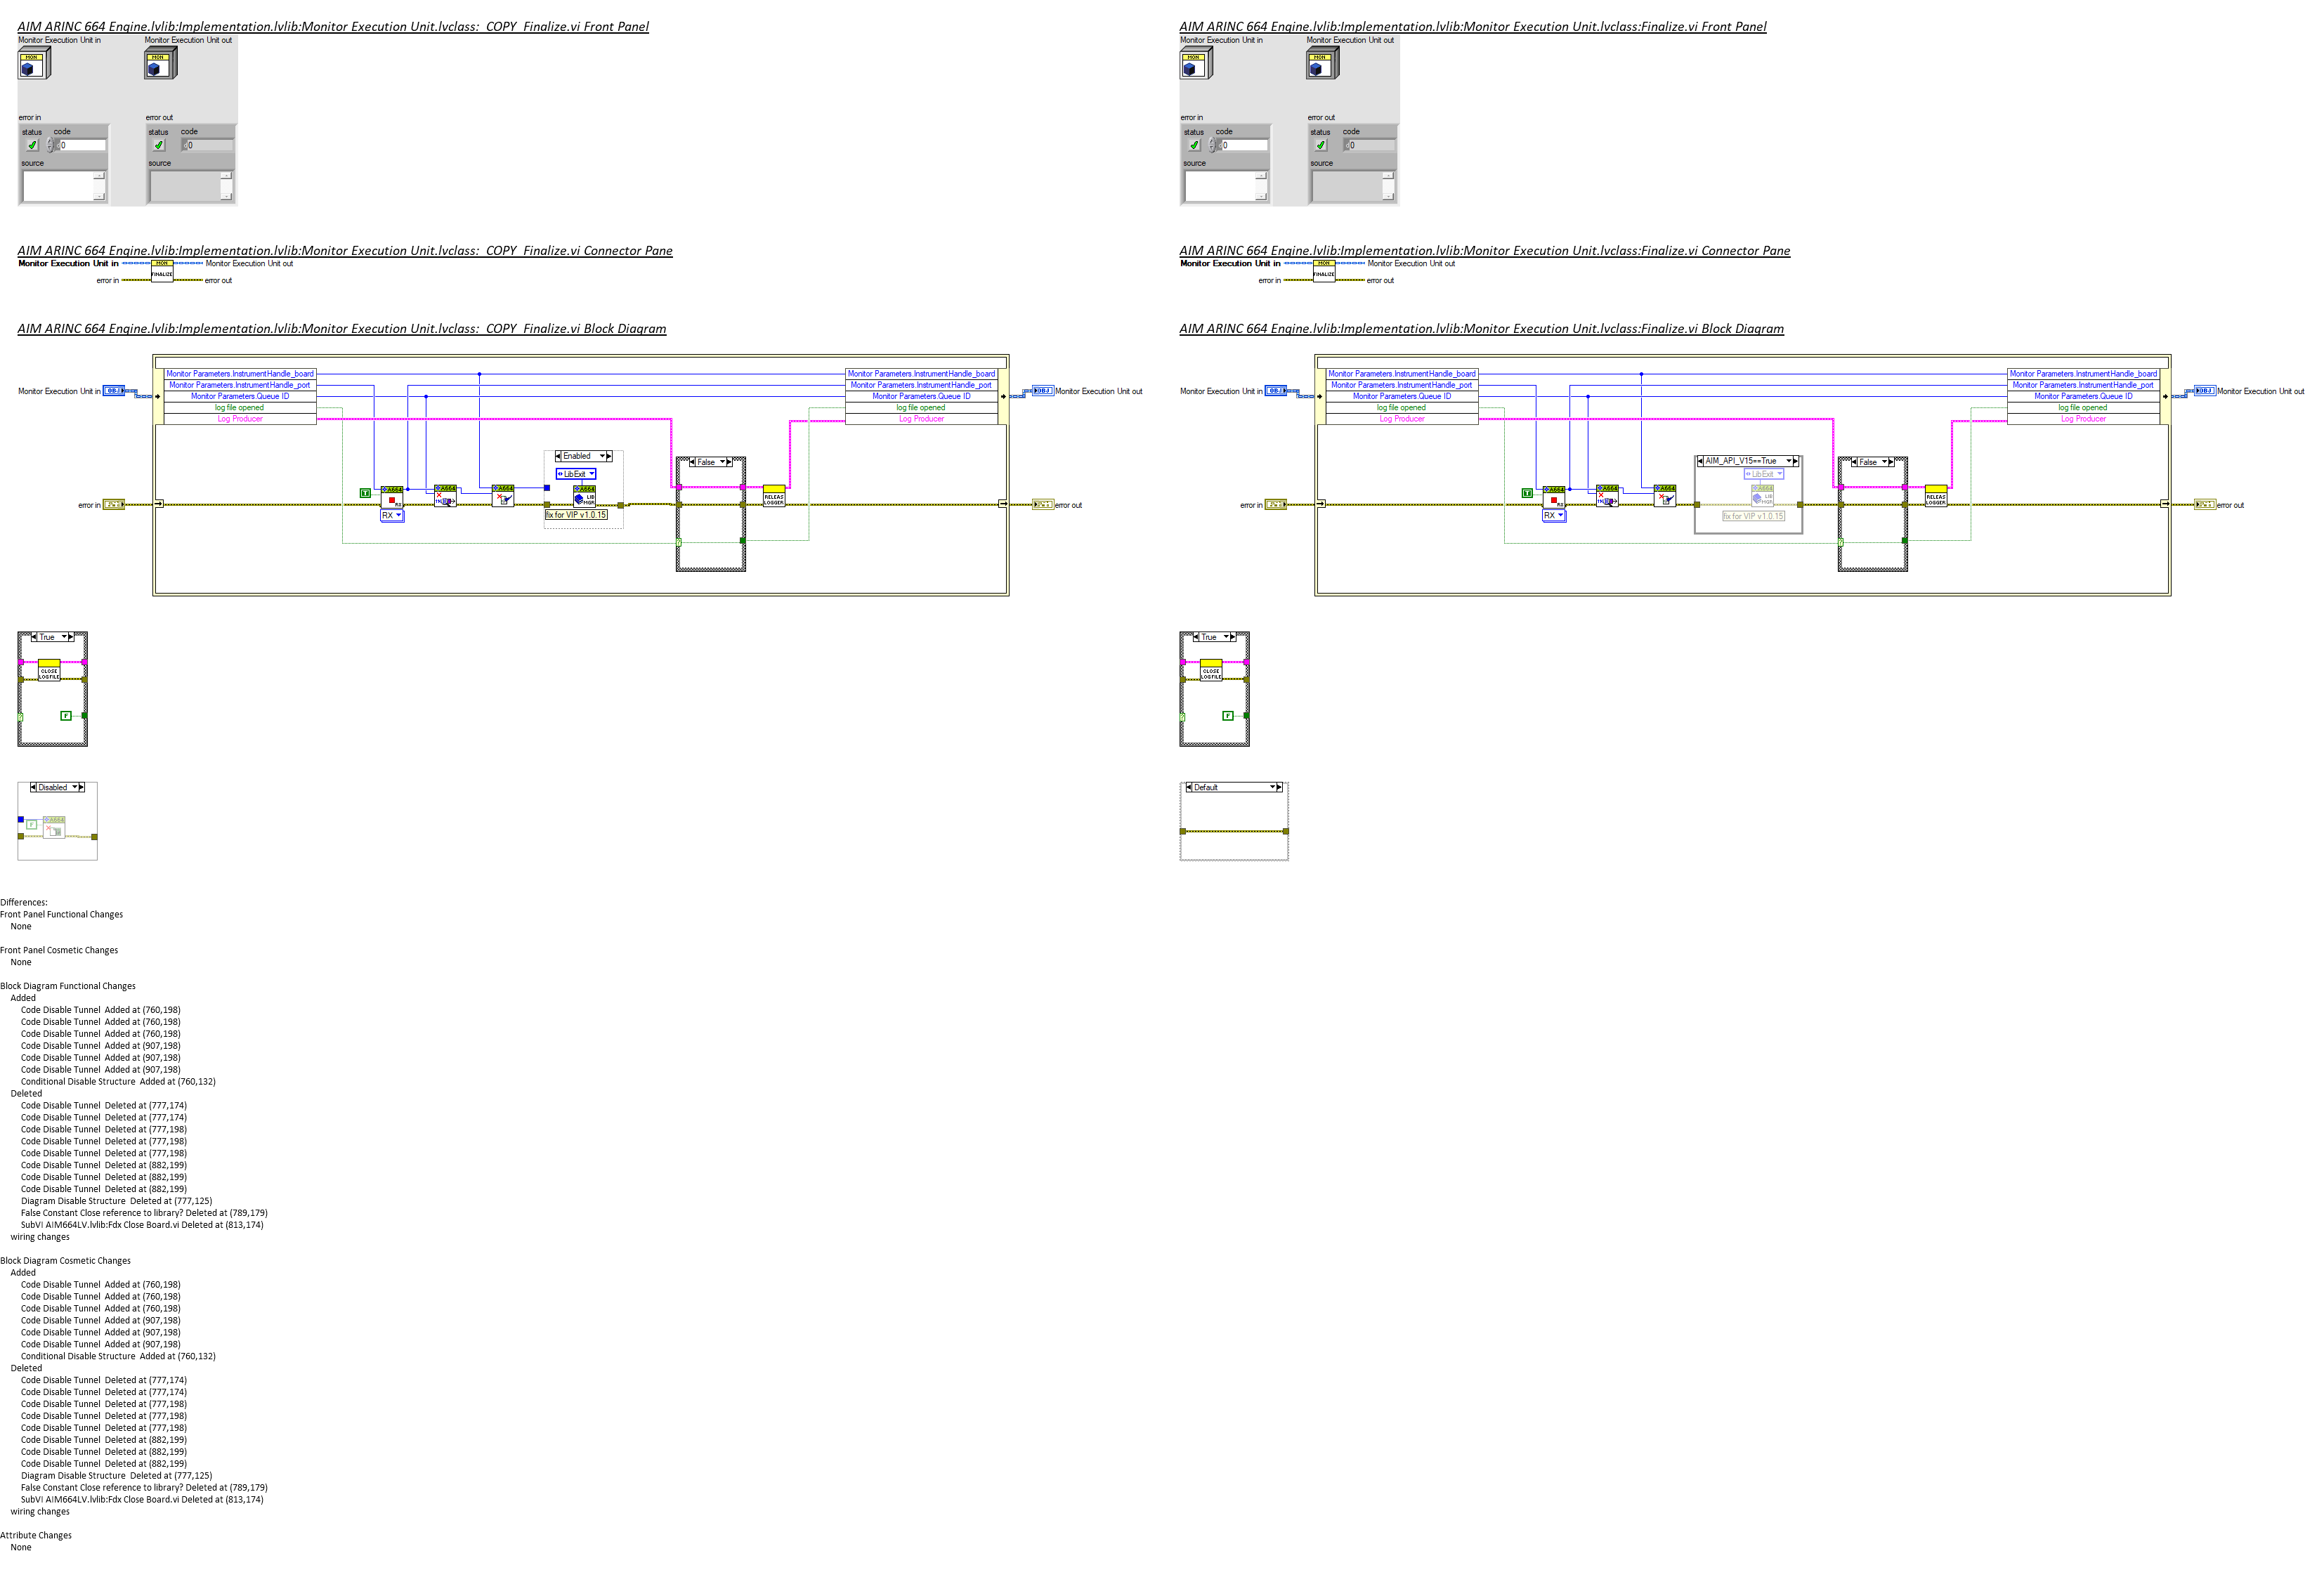 AIM ARINC 664 Engine.lvlib:Implementation.lvlib:Monitor Execution Unit.lvclass:_COPY_Finalize.vi Front Panel
Monitor Execution Unit in
Monitor Execution Unit out
MON
MON
error in
error out
status
code
status
code
0
0
source
source
AIM ARINC 664 Engine.lvlib:Implementation.lvlib:Monitor Execution Unit.lvclass:_COPY_Finalize.vi Connector Pane
Monitor Execution Unit in
MON
Monitor Execution Unit out
FINALIZE
error in
error out
AIM ARINC 664 Engine.lvlib:Implementation.lvlib:Monitor Execution Unit.lvclass:_COPY_Finalize.vi Block Diagram
Monitor Parameters.InstrumentHandle_board
Monitor Parameters.InstrumentHandle_board
Monitor Parameters.InstrumentHandle_port
Monitor Parameters.InstrumentHandle_port
Monitor Execution Unit in
OBJ
Monitor Parameters.Queue ID
Monitor Parameters.Queue ID
OBJ
Monitor Execution Unit out
log file opened
log file opened
Log Producer
Log Producer
Enabled
False
LibExit
T
A664
A664
A664
A664
RX
LIB
MGR
RELEAS
LOGGER
error in
error out
RX
fix for VIP v1.0.15
True
CLOSE
LOGFILE
F
Disabled
A664
F
AIM ARINC 664 Engine.lvlib:Implementation.lvlib:Monitor Execution Unit.lvclass:Finalize.vi Front Panel
Monitor Execution Unit in
Monitor Execution Unit out
MON
MON
error in
error out
status
code
status
code
0
0
source
source
AIM ARINC 664 Engine.lvlib:Implementation.lvlib:Monitor Execution Unit.lvclass:Finalize.vi Connector Pane
Monitor Execution Unit in
MON
Monitor Execution Unit out
FINALIZE
error in
error out
AIM ARINC 664 Engine.lvlib:Implementation.lvlib:Monitor Execution Unit.lvclass:Finalize.vi Block Diagram
Monitor Parameters.InstrumentHandle_board
Monitor Parameters.InstrumentHandle_board
Monitor Parameters.InstrumentHandle_port
Monitor Parameters.InstrumentHandle_port
Monitor Execution Unit in
OBJ
Monitor Parameters.Queue ID
Monitor Parameters.Queue ID
OBJ
Monitor Execution Unit out
log file opened
log file opened
Log Producer
Log Producer
AIM_API_V15==True
False
LibExit
T
A664
A664
A664
A664
RX
LIB
MGR
RELEAS
LOGGER
error in
error out
RX
fix for VIP v1.0.15
True
CLOSE
LOGFILE
F
Default
Differences:
Front Panel Functional Changes
None
Front Panel Cosmetic Changes
None
Block Diagram Functional Changes
Added
Code Disable Tunnel  Added at (760,198)
Code Disable Tunnel  Added at (760,198)
Code Disable Tunnel  Added at (760,198)
Code Disable Tunnel  Added at (907,198)
Code Disable Tunnel  Added at (907,198)
Code Disable Tunnel  Added at (907,198)
Conditional Disable Structure  Added at (760,132)
Deleted
Code Disable Tunnel  Deleted at (777,174)
Code Disable Tunnel  Deleted at (777,174)
Code Disable Tunnel  Deleted at (777,198)
Code Disable Tunnel  Deleted at (777,198)
Code Disable Tunnel  Deleted at (777,198)
Code Disable Tunnel  Deleted at (882,199)
Code Disable Tunnel  Deleted at (882,199)
Code Disable Tunnel  Deleted at (882,199)
Diagram Disable Structure  Deleted at (777,125)
False Constant Close reference to library? Deleted at (789,179)
SubVI AIM664LV.lvlib:Fdx Close Board.vi Deleted at (813,174)
wiring changes
Block Diagram Cosmetic Changes
Added
Code Disable Tunnel  Added at (760,198)
Code Disable Tunnel  Added at (760,198)
Code Disable Tunnel  Added at (760,198)
Code Disable Tunnel  Added at (907,198)
Code Disable Tunnel  Added at (907,198)
Code Disable Tunnel  Added at (907,198)
Conditional Disable Structure  Added at (760,132)
Deleted
Code Disable Tunnel  Deleted at (777,174)
Code Disable Tunnel  Deleted at (777,174)
Code Disable Tunnel  Deleted at (777,198)
Code Disable Tunnel  Deleted at (777,198)
Code Disable Tunnel  Deleted at (777,198)
Code Disable Tunnel  Deleted at (882,199)
Code Disable Tunnel  Deleted at (882,199)
Code Disable Tunnel  Deleted at (882,199)
Diagram Disable Structure  Deleted at (777,125)
False Constant Close reference to library? Deleted at (789,179)
SubVI AIM664LV.lvlib:Fdx Close Board.vi Deleted at (813,174)
wiring changes
Attribute Changes
None